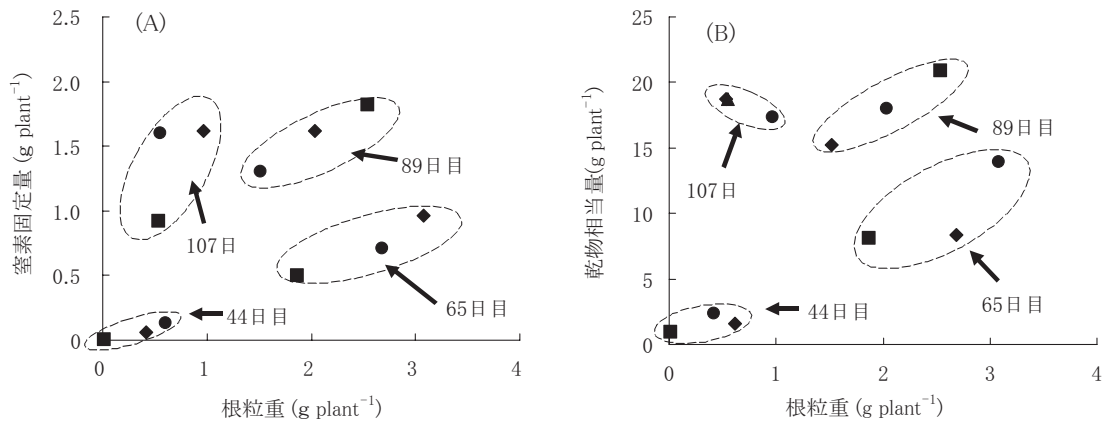 (A)
2.5
2.0
1.5
1.0
0.5
0
窒素固定量 (g plant⁻¹)
89日目
107日
65日目
44日目
0 1 2 3 4
根粒重 (g plant⁻¹)
(B)
25
20
15
10
5
0
乾物相当量(g plant⁻¹)
89日目
107日
65日目
44日目
0 1 2 3 4
根粒重 (g plant⁻¹)